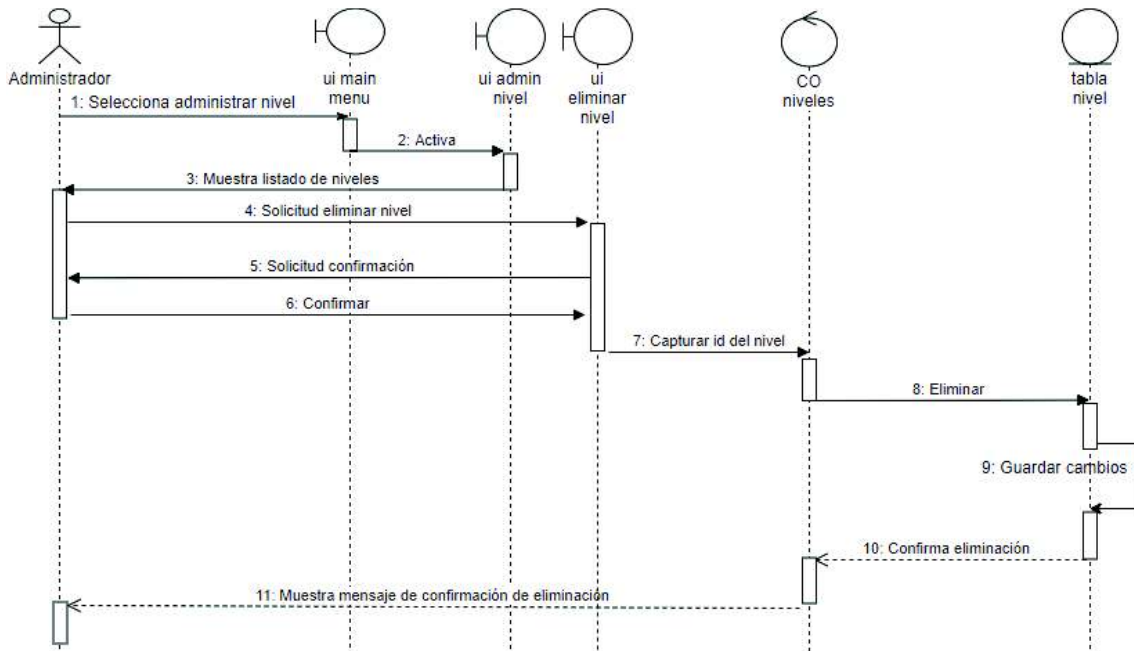 Administrador
ui main
menu
ui admin
nivel
ui
eliminar
nivel
CO
niveles
tabla
nivel
1: Selecciona administrar nivel
2: Activa
3: Muestra listado de niveles
4: Solicitud eliminar nivel
5: Solicitud confirmación
6: Confirmar
7: Capturar id del nivel
8: Eliminar
9: Guardar cambios
10: Confirma eliminación
11: Muestra mensaje de confirmación de eliminación